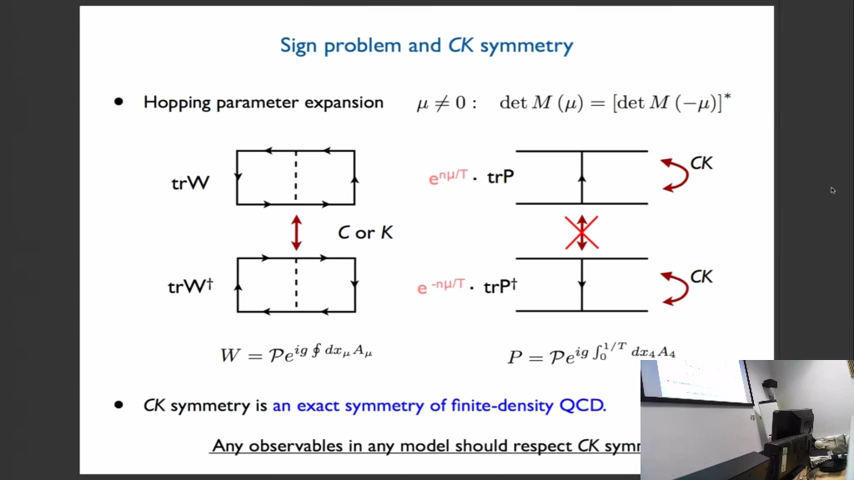 Sign problem and CK symmetry
• Hopping parameter expansion μ ≠ 0 : det M (μ) = [det M (−μ)]*
trW e^{nμ/T} · trP CK
C or K
trW† e^{-nμ/T} · trP† CK
W = 𝒫e^{ig ∮ dx_μ A_μ} P = 𝒫e^{ig ∫_0^{1/T} dx_4 A_4}
• CK symmetry is an exact symmetry of finite-density QCD.
Any observables in any model should respect CK